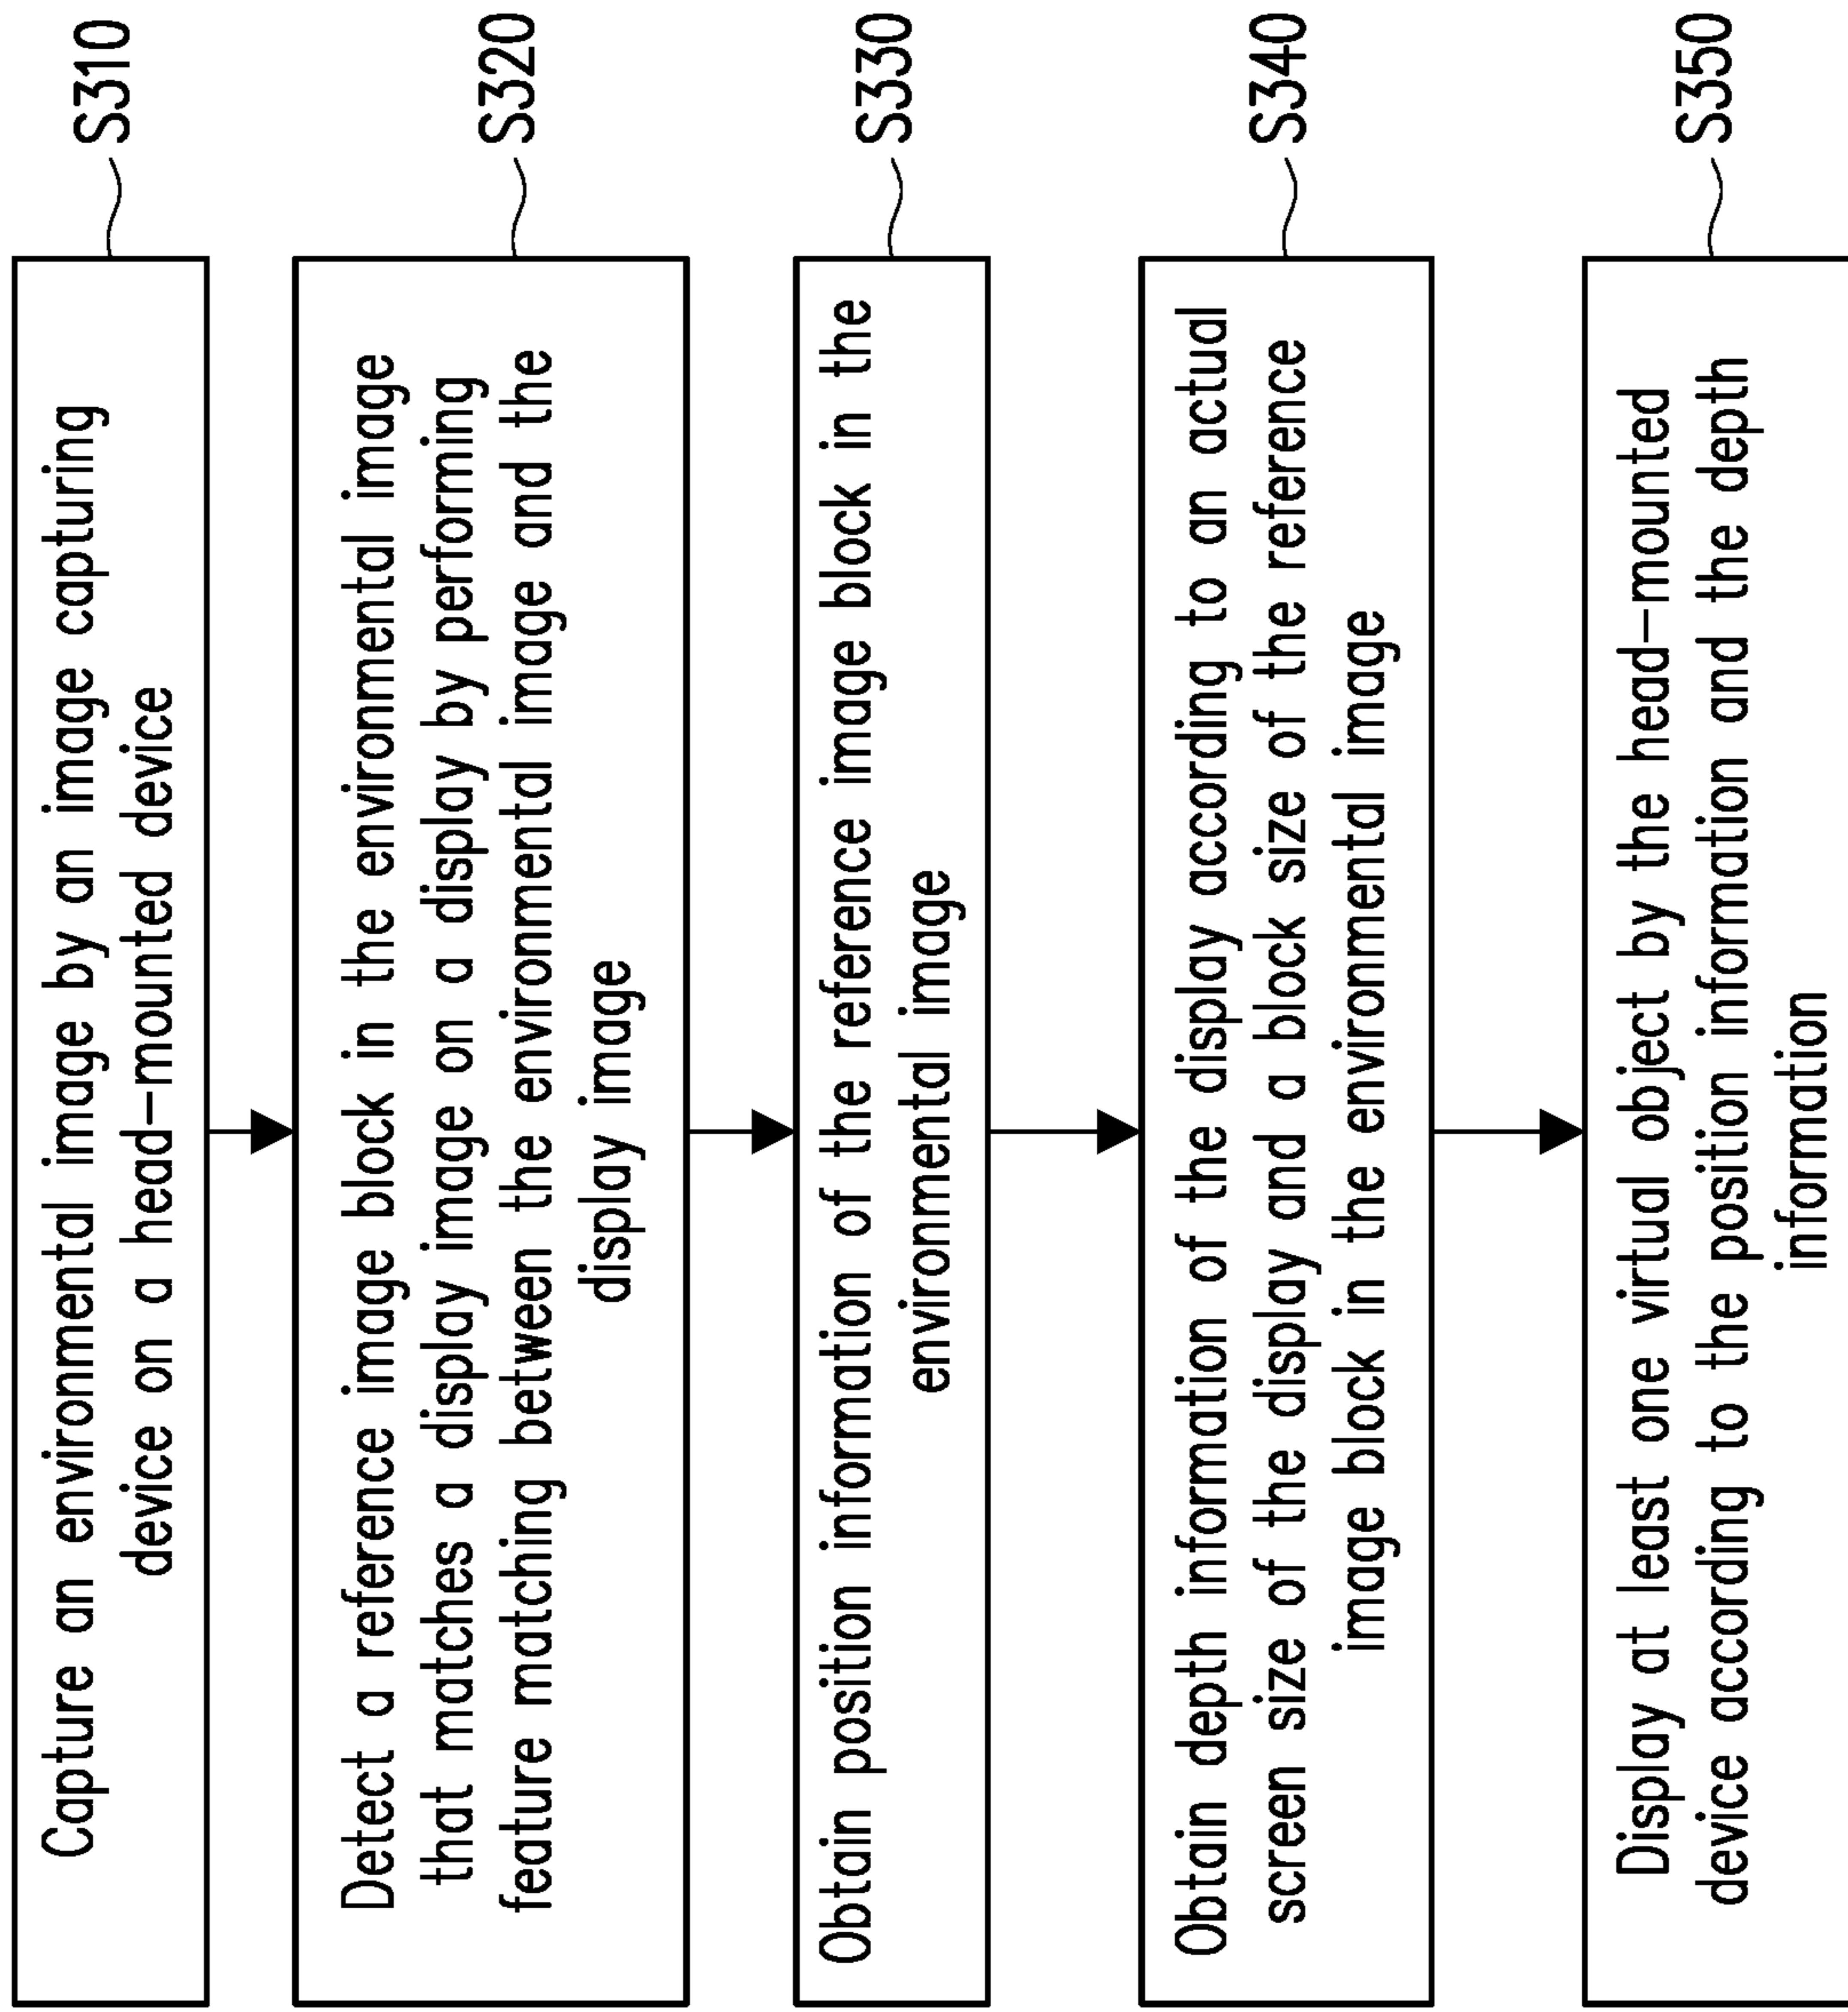 Capture an environmental image by an image capturing
device on a head-mounted device
S310
Detect a reference image block in the environmental image
that matches a display image on a display by performing
feature matching between the environmental image and the
display image
S320
Obtain position information of the reference image block in the
environmental image
S330
Obtain depth information of the display according to an actual
screen size of the display and a block size of the reference
image block in the environmental image
S340
Display at least one virtual object by the head-mounted
device according to the position information and the depth
information
S350